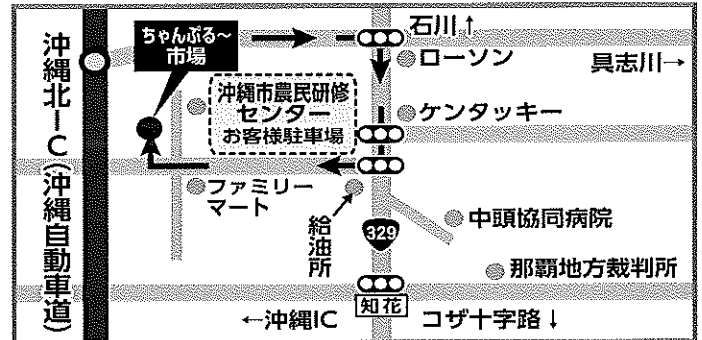 沖縄北IC(沖縄自動車道)
ちゃんぷる〜
市場
石川↑
ローソン
具志川→
沖縄市農民研修
センター
お客様駐車場
ケンタッキー
ファミリー
マート
給油所
329
中頭協同病院
那覇地方裁判所
知花
←沖縄IC
コザ十字路↓